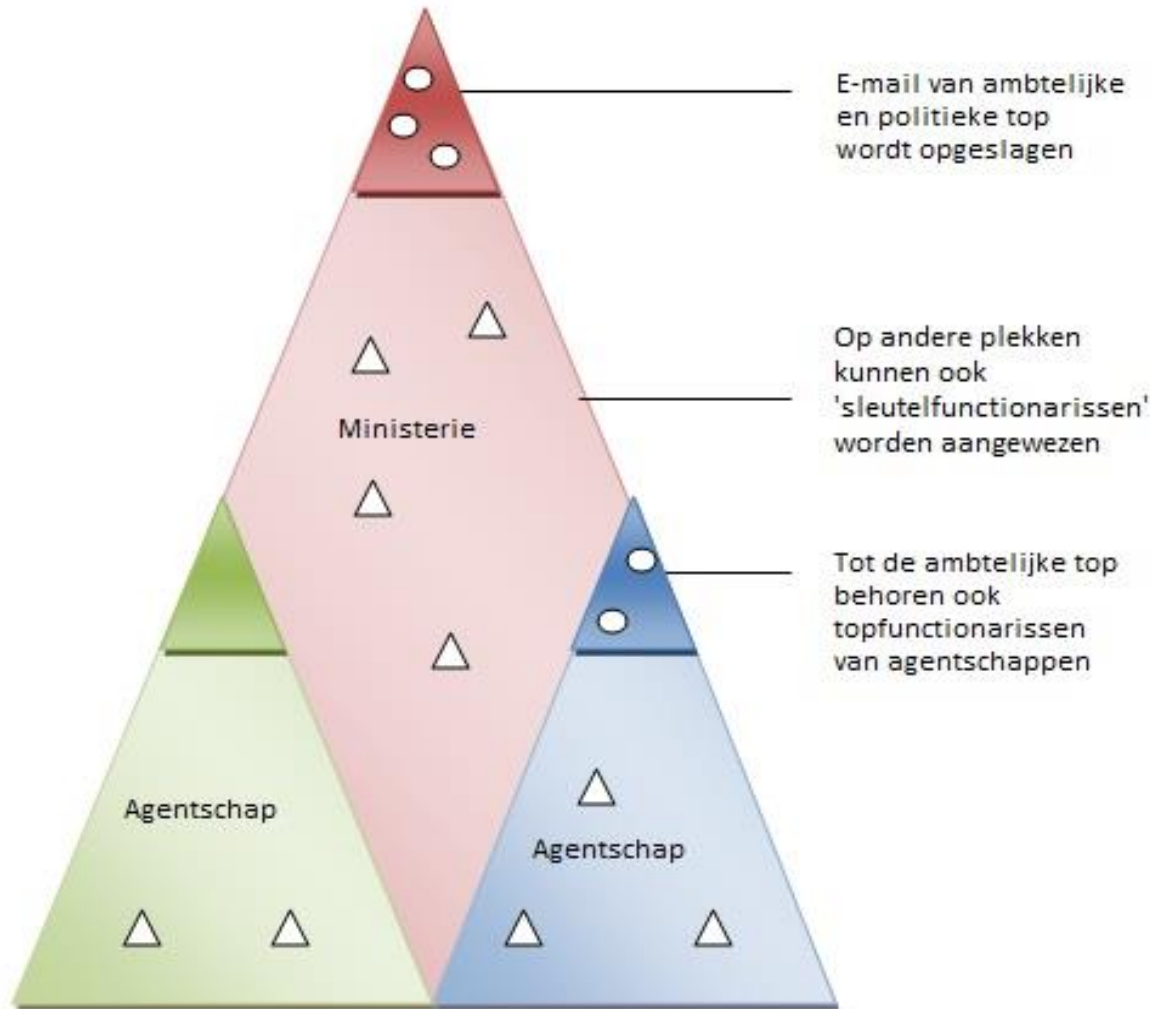 E-mail van ambtelijke
en politieke top
wordt opgeslagen
Op andere plekken
kunnen ook
'sleutelfunctionarissen'
worden aangewezen
Ministerie
Tot de ambtelijke top
behoren ook
topfunctionarissen
van agentschappen
Agentschap
Agentschap